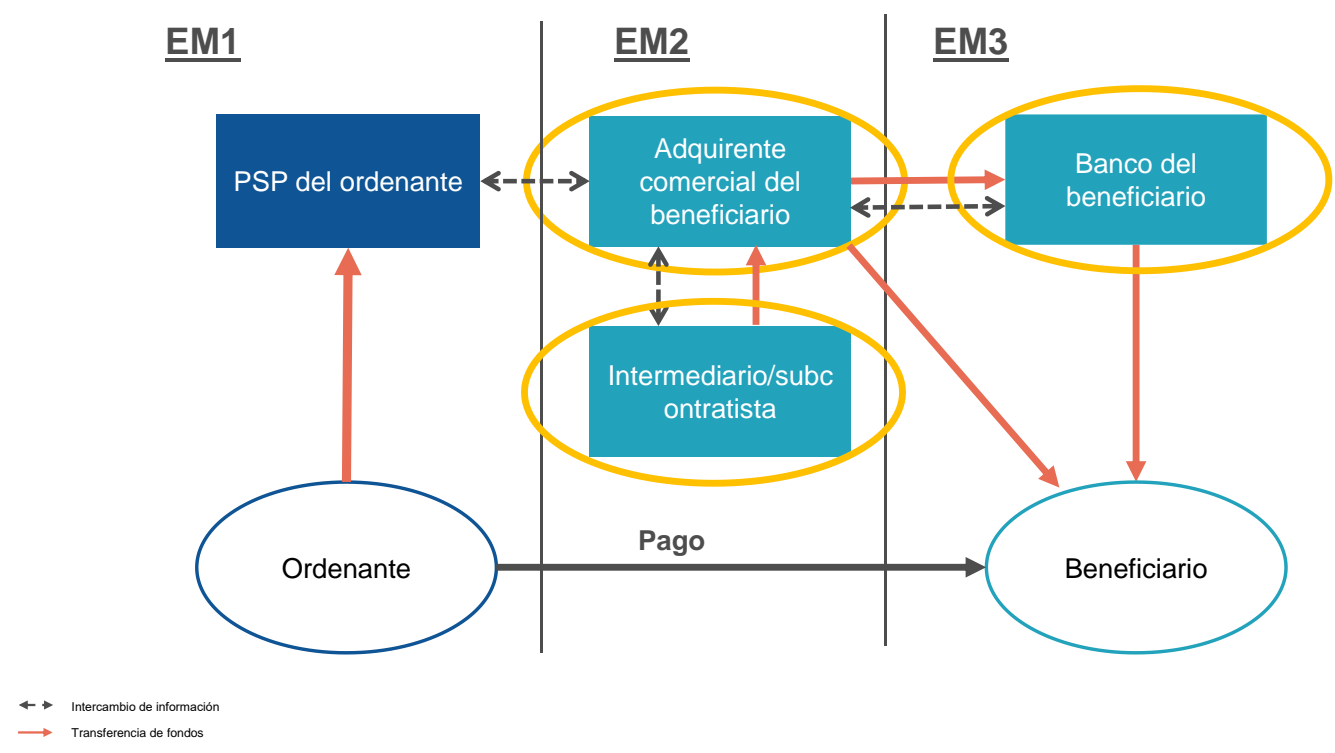 EM1
EM2
EM3
PSP del ordenante
Adquirente
comercial del
beneficiario
Banco del
beneficiario
Intermediario/subc
ontratista
Pago
Ordenante
Beneficiario
Intercambio de información
Transferencia de fondos